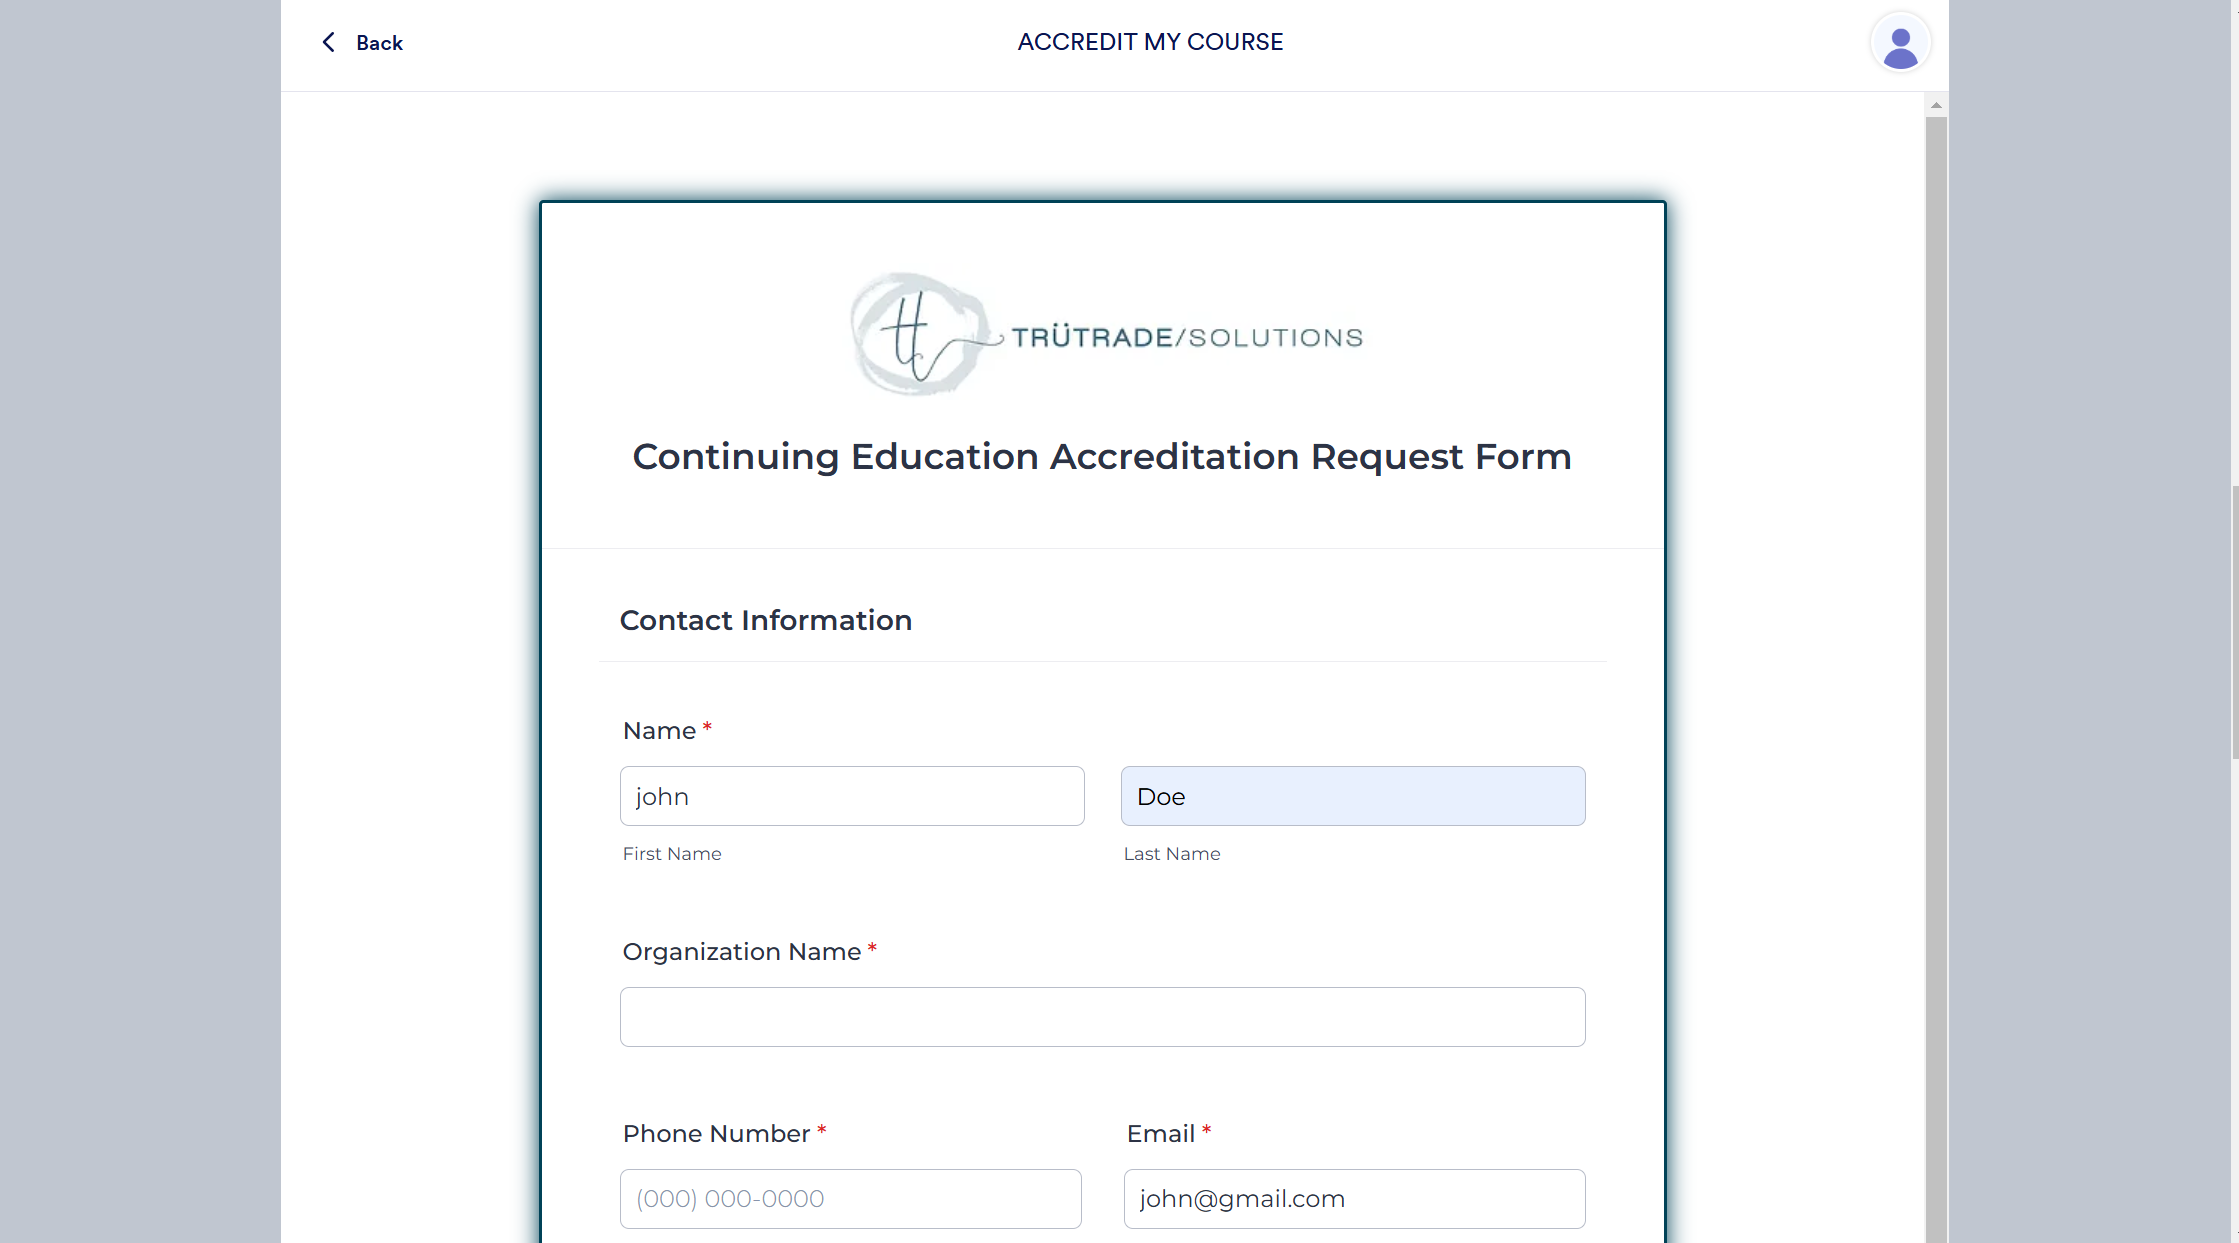 Back
ACCREDIT MY COURSE
tt TRÜTRADE/SOLUTIONS
Continuing Education Accreditation Request Form
Contact Information
Name *
john
Doe
First Name
Last Name
Organization Name *
Phone Number *
Email *
(000) 000-0000
john@gmail.com